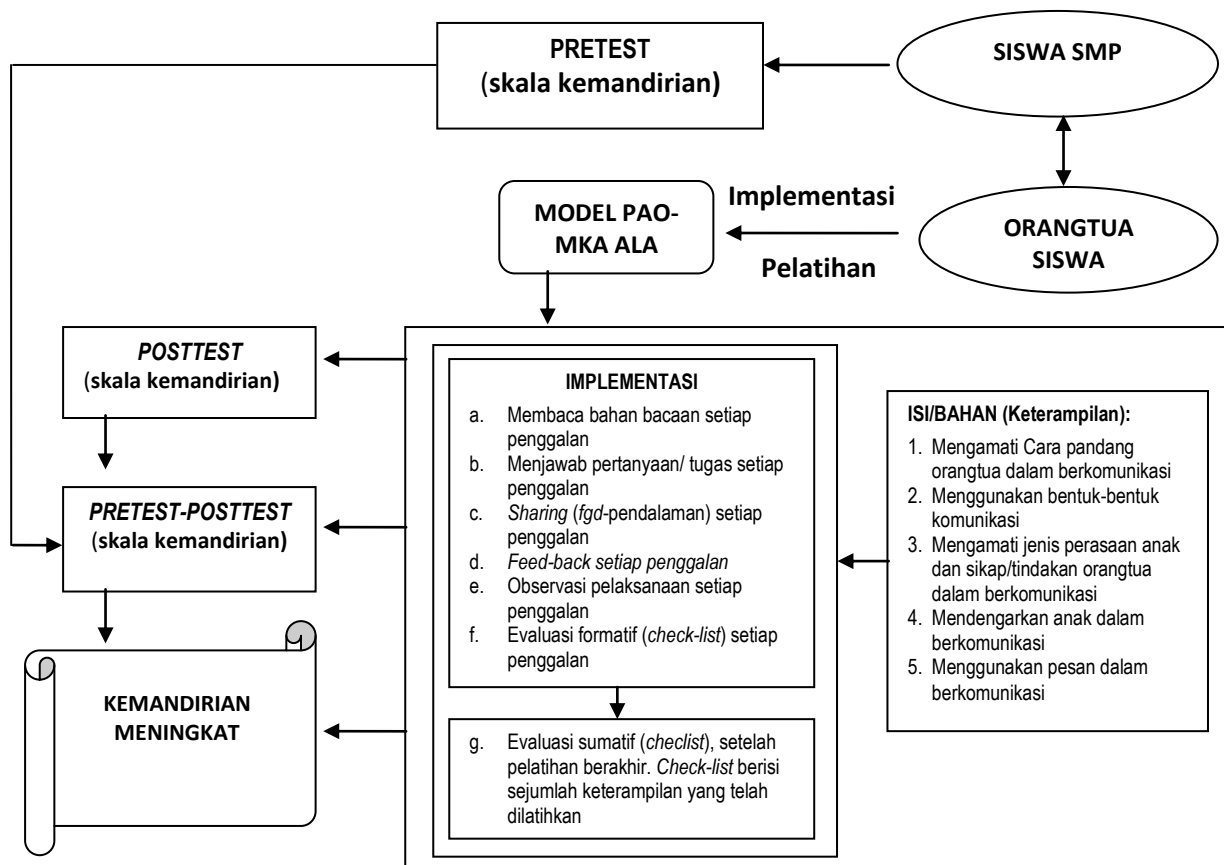 PRETEST
(skala kemandirian)
SISWA SMP
MODEL PAO-
MKA ALA
Implementasi
Pelatihan
ORANGTUA
SISWA
POSTTEST
(skala kemandirian)
PRETEST-POSTTEST
(skala kemandirian)
KEMANDIRIAN
MENINGKAT
IMPLEMENTASI
a. Membaca bahan bacaan setiap
penggalan
b. Menjawab pertanyaan/ tugas setiap
penggalan
c. Sharing (fgd-pendalaman) setiap
penggalan
d. Feed-back setiap penggalan
e. Observasi pelaksanaan setiap
penggalan
f. Evaluasi formatif (check-list) setiap
penggalan
g. Evaluasi sumatif (checlist), setelah
pelatihan berakhir. Check-list berisi
sejumlah keterampilan yang telah
dilatihkan
ISI/BAHAN (Keterampilan):
1. Mengamati Cara pandang
orangtua dalam berkomunikasi
2. Menggunakan bentuk-bentuk
komunikasi
3. Mengamati jenis perasaan anak
dan sikap/tindakan orangtua
dalam berkomunikasi
4. Mendengarkan anak dalam
berkomunikasi
5. Menggunakan pesan dalam
berkomunikasi